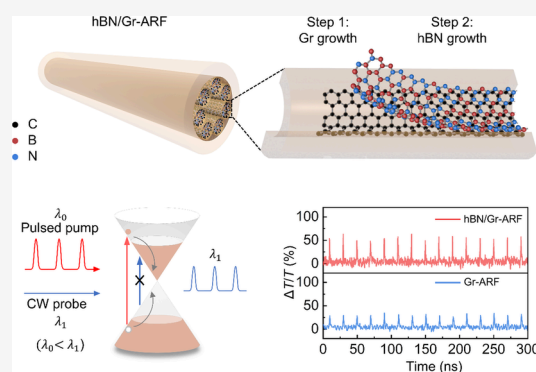 hBN/Gr-ARF
Step 1:
Gr growth
Step 2:
hBN growth
C
B
N
λ0
Pulsed pump
CW probe
λ1
(λ0 < λ1)
λ1
ΔT/T (%)
100
50
0
hBN/Gr-ARF
100
50
0
Gr-ARF
0 50 100 150 200 250 300
Time (ns)